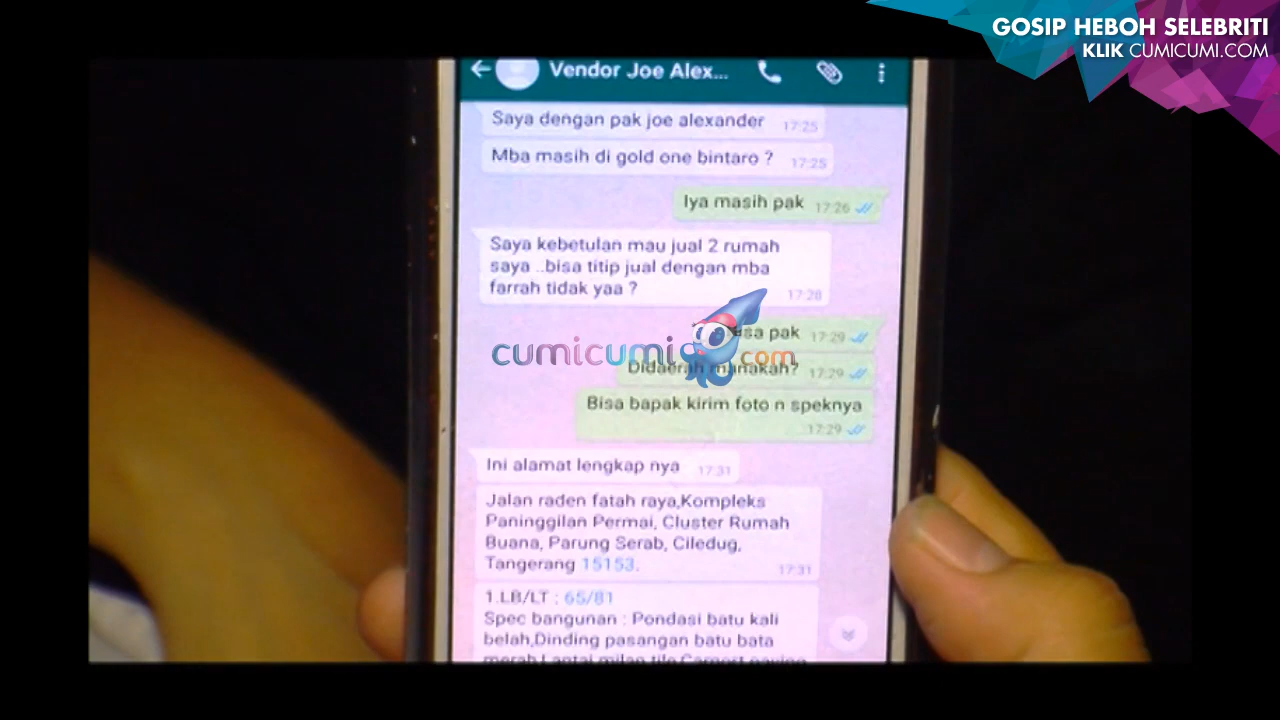 GOSIP HEBOH SELEBRITI
KLIK CUMICUMI.COM
Vendor Joe Alex...
Saya dengan pak joe alexander 17:25
Mba masih di gold one bintaro ? 17:25
Iya masih pak 17:26
Saya kebetulan mau jual 2 rumah
saya ..bisa titip jual dengan mba
farrah tidak yaa ?
17:28
pak 17:29
cumicumi.com
Didaerah manakah? 17:29
Bisa bapak kirim foto n speknya
17:29
Ini alamat lengkap nya 17:31
Jalan raden fatah raya,Kompleks
Paninggilan Permai, Cluster Rumah
Buana, Parung Serab, Ciledug,
Tangerang 15153.
17:31
1.LB/LT : 65/81
Spec bangunan : Pondasi batu kali
belah,Dinding pasangan batu bata